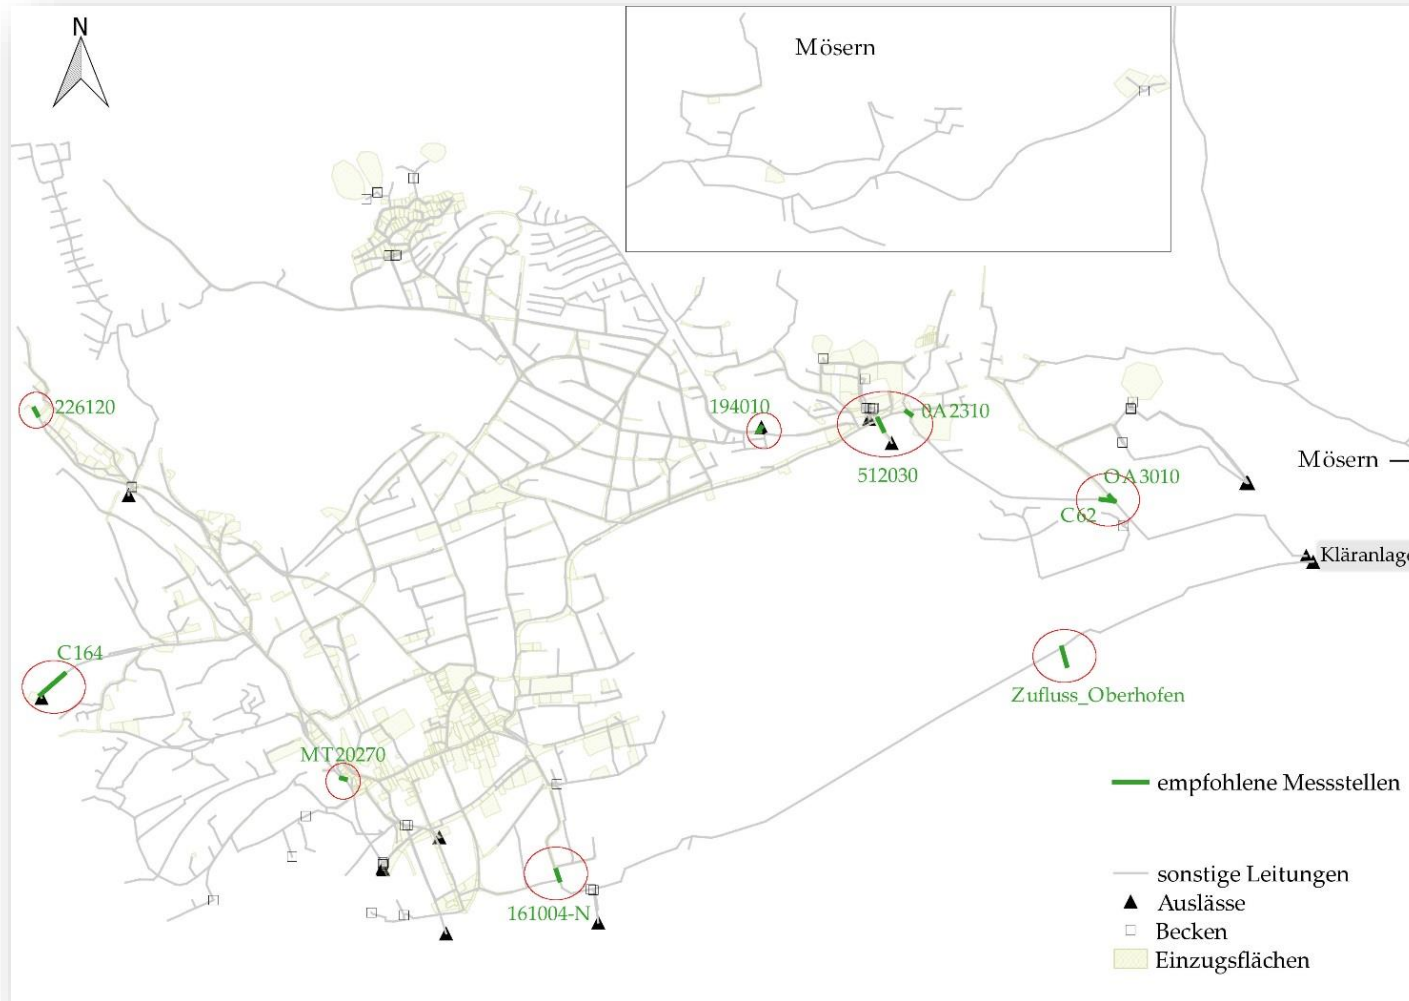 N
Mösern
226120
194010
0A2310
512030
Mösern
OA3010
C62
Kläranlage
C164
Zufluss_Oberhofen
MT20270
empfohlene Messstellen
161004-N
sonstige Leitungen
Auslässe
Becken
Einzugsflächen